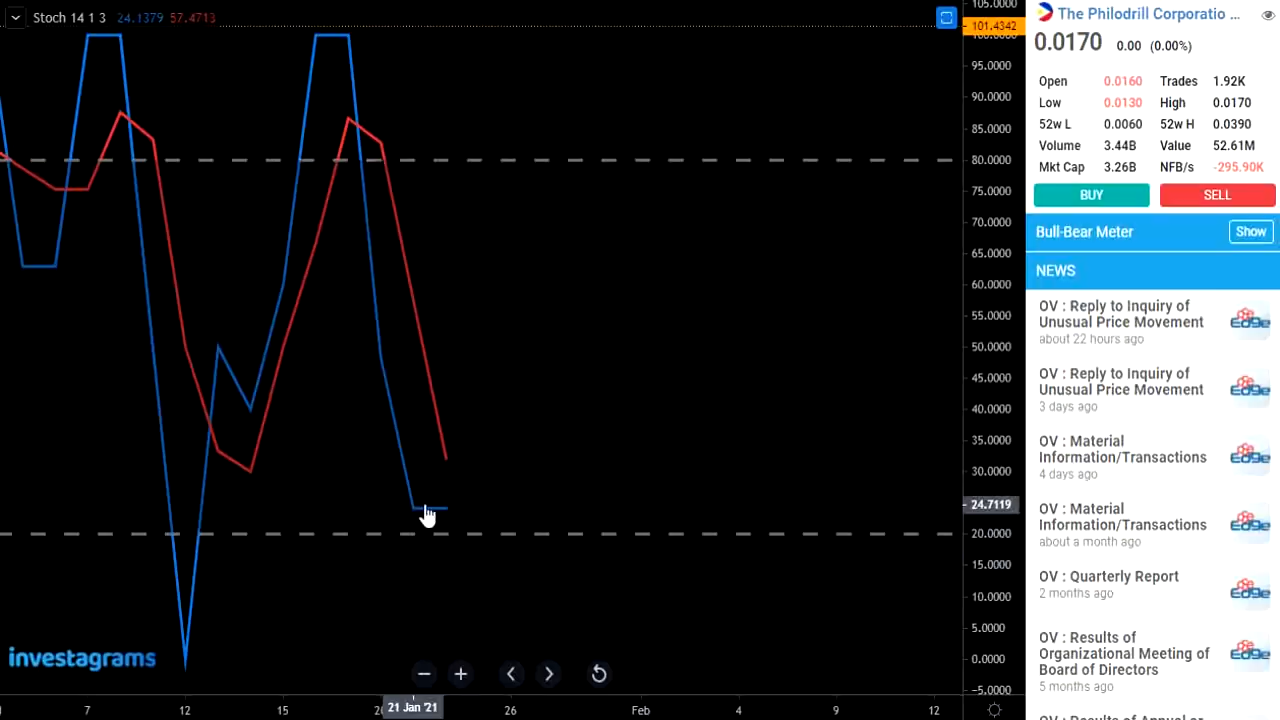 Stoch 14 1 3 24.1379 57.4713
105.0000
101.4342
100.0000
95.0000
90.0000
85.0000
80.0000
75.0000
70.0000
65.0000
60.0000
55.0000
50.0000
45.0000
40.0000
35.0000
30.0000
24.7119
20.0000
15.0000
10.0000
5.0000
0.0000
-5.0000
investagrams
7 12 15 21 Jan '21 26 Feb 4 9 12
The Philodrill Corporatio ...
0.0170 0.00 (0.00%)
Open 0.0160 Trades 1.92K
Low 0.0130 High 0.0170
52w L 0.0060 52w H 0.0390
Volume 3.44B Value 52.61M
Mkt Cap 3.26B NFB/s -295.90K
BUY SELL
Bull-Bear Meter Show
NEWS
OV : Reply to Inquiry of
Unusual Price Movement
about 22 hours ago
OV : Reply to Inquiry of
Unusual Price Movement
3 days ago
OV : Material
Information/Transactions
4 days ago
OV : Material
Information/Transactions
about a month ago
OV : Quarterly Report
2 months ago
OV : Results of
Organizational Meeting of
Board of Directors
5 months ago